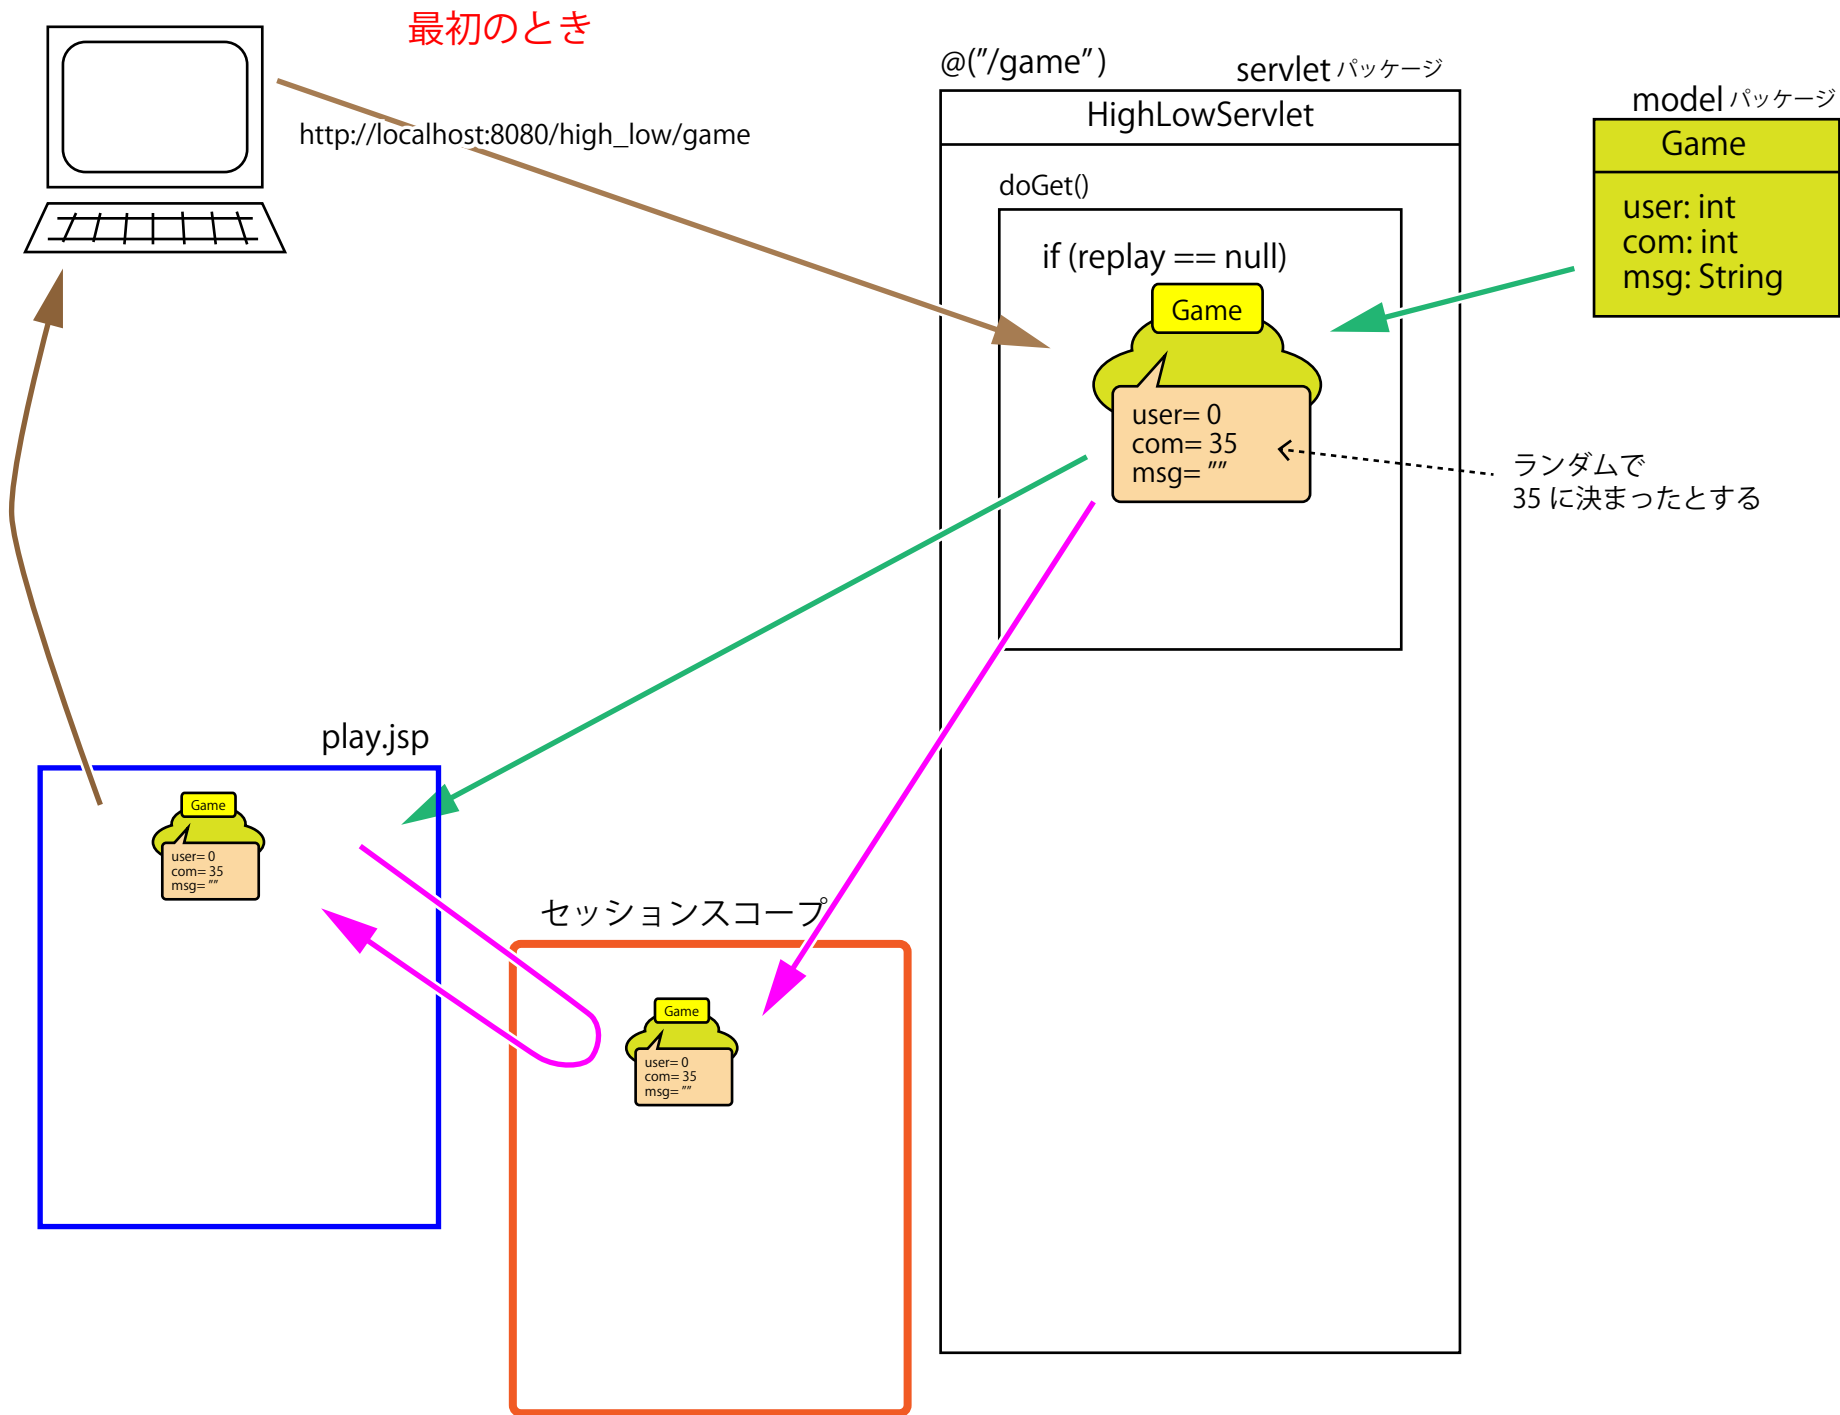 最初のとき
http://localhost:8080/high_low/game
@("/game")
servlet パッケージ
HighLowServlet
doGet()
if (replay == null)
Game
user= 0
com= 35
msg= ""
model パッケージ
Game
user: int
com: int
msg: String
ランダムで
35 に決まったとする
play.jsp
Game
user= 0
com= 35
msg= ""
セッションスコープ
Game
user= 0
com= 35
msg= ""